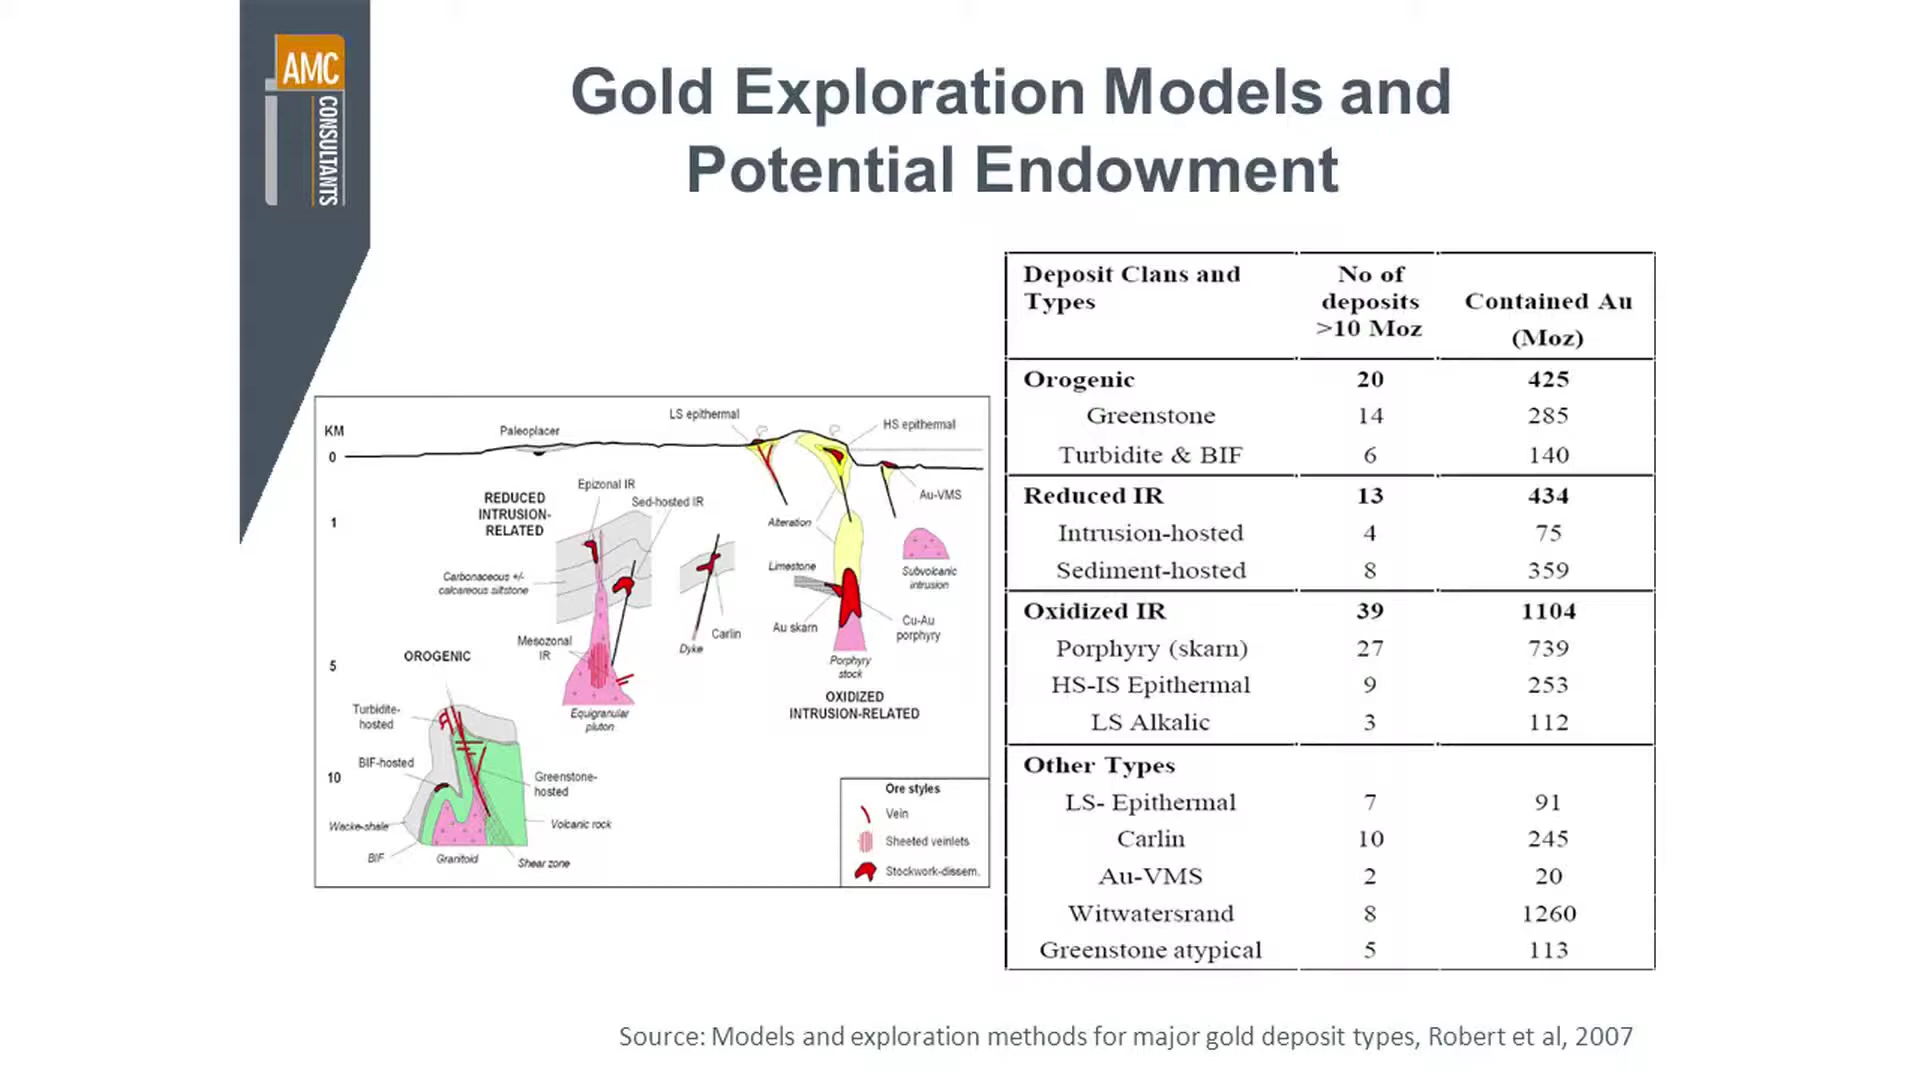 AMC
CONSULTANTS
Gold Exploration Models and
Potential Endowment
KM
0
1
5
10
Paleoplacer
LS epithermal
HS epithermal
Au-VMS
Epizonal IR
Sed-hosted IR
REDUCED
INTRUSION-
RELATED
Alteration
Carbonaceous +/-
calcareous siltstone
Limestone
Subvolcanic
intrusion
Mesozonal
IR
Carlin
Dyke
Au skarn
Cu-Au
porphyry
Porphyry
stock
OROGENIC
OXIDIZED
INTRUSION-RELATED
Equigranular
pluton
Turbidite-
hosted
BIF-hosted
Greenstone-
hosted
Wacke-shale
Volcanic rock
BIF
Granitoid
Shear zone
Ore styles
Vein
Sheeted veinlets
Stockwork-dissem.
Deposit Clans and
Types
No of
deposits
>10 Moz
Contained Au
(Moz)
Orogenic 20 425
Greenstone 14 285
Turbidite & BIF 6 140
Reduced IR 13 434
Intrusion-hosted 4 75
Sediment-hosted 8 359
Oxidized IR 39 1104
Porphyry (skarn) 27 739
HS-IS Epithermal 9 253
LS Alkalic 3 112
Other Types
LS- Epithermal 7 91
Carlin 10 245
Au-VMS 2 20
Witwatersrand 8 1260
Greenstone atypical 5 113
Source: Models and exploration methods for major gold deposit types, Robert et al, 2007